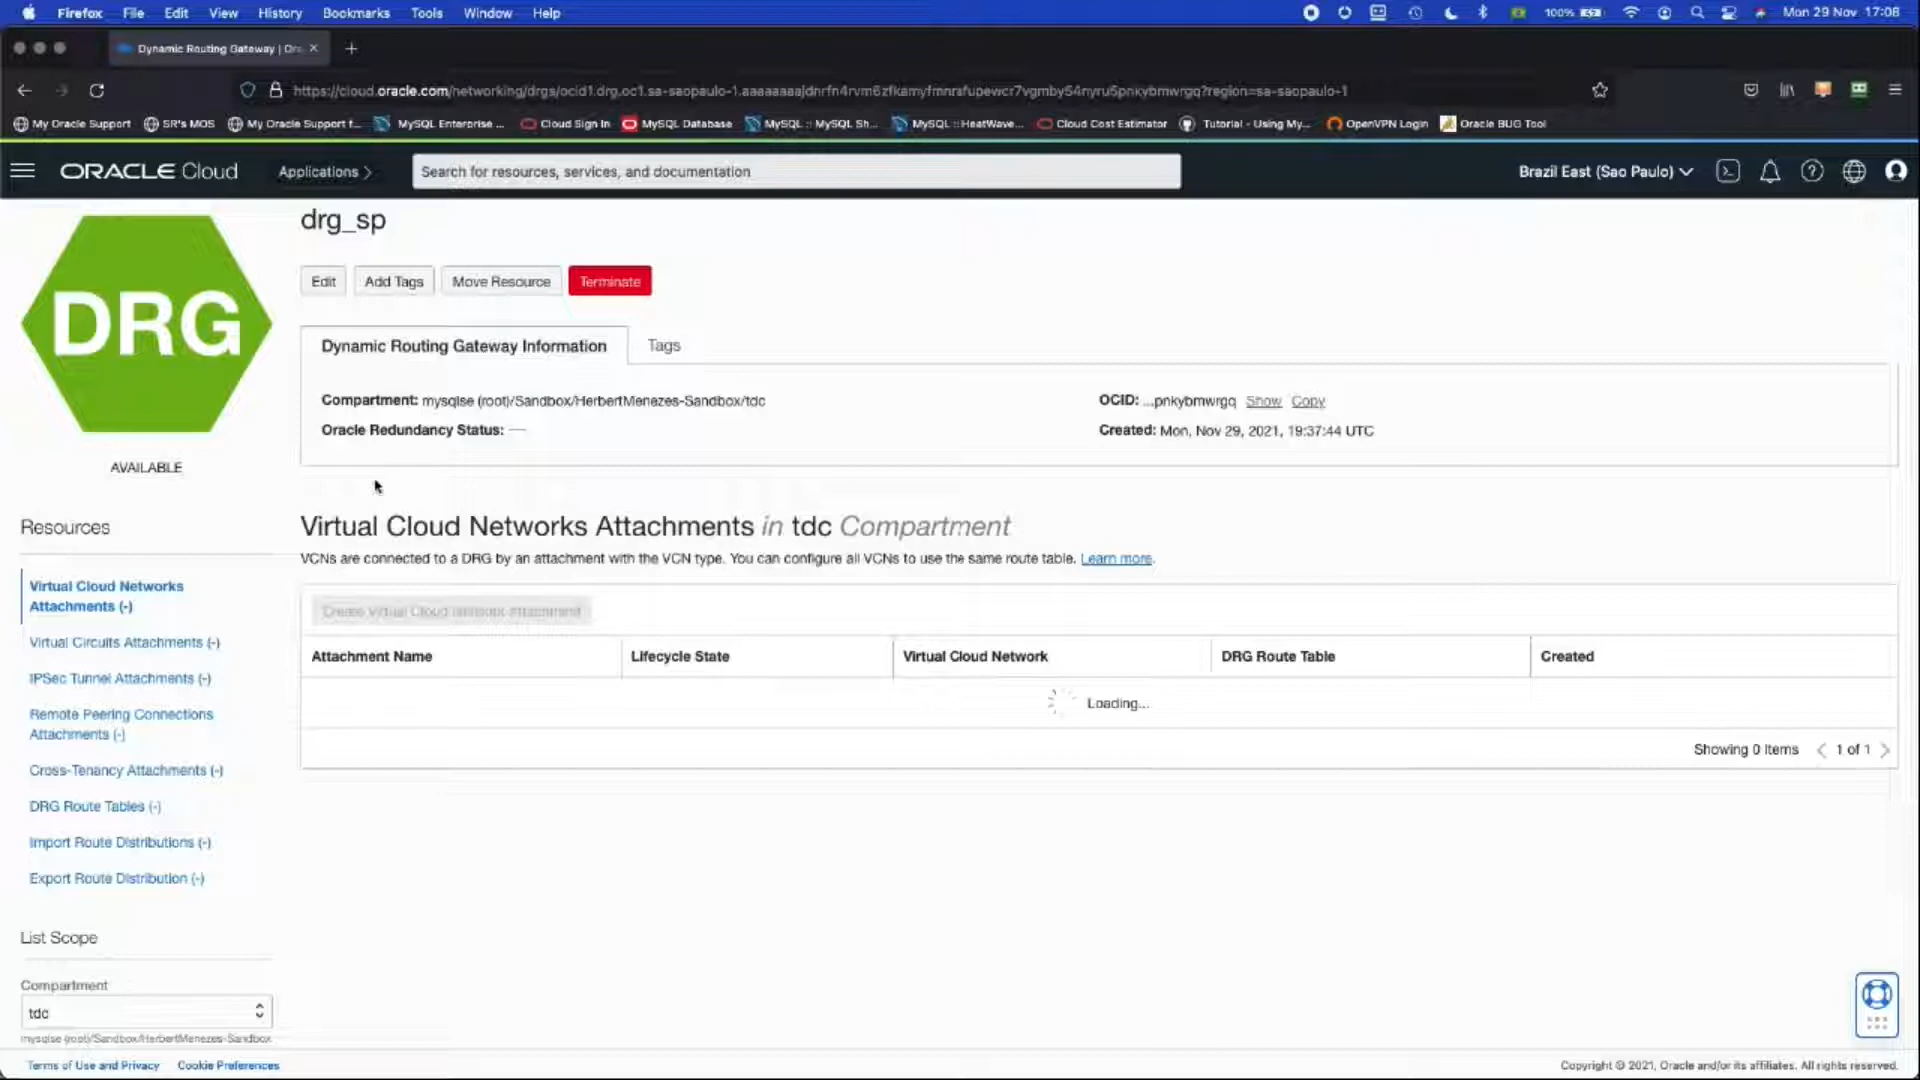 Firefox File Edit View History Bookmarks Tools Window Help 100% Mon 29 Nov 17:08
Dynamic Routing Gateway | Ora
https://cloud.oracle.com/networking/drgs/ocid1.drg.oc1.sa-saopaulo-1.
My Oracle Support SR's MOS My Oracle Support f... MySQL Enterprise ... Cloud Sign In MySQL Database MySQL :: MySQL Sh... MySQL :: HeatWave... Cloud Cost Estimator Tutorial - Using My... OpenVPN Login Oracle BUG Tool
ORACLE Cloud Applications > Search for resources, services, and documentation Brazil East (Sao Paulo)
drg_sp
DRG
Edit Add Tags Move Resource Terminate
Dynamic Routing Gateway Information Tags
Compartment: mysqlse (root)/Sandbox/HerbertMenezes-Sandbox/tdc OCID: ...pnkybmwrgq Show Copy
Oracle Redundancy Status: — Created: Mon, Nov 29, 2021, 19:37:44 UTC
AVAILABLE
Resources
Virtual Cloud Networks Attachments (-)
Virtual Circuits Attachments (-)
IPSec Tunnel Attachments (-)
Remote Peering Connections Attachments (-)
Cross-Tenancy Attachments (-)
DRG Route Tables (-)
Import Route Distributions (-)
Export Route Distribution (-)
List Scope
Compartment
tdc
mysqlse (root)/Sandbox/HerbertMenezes-Sandbox
Virtual Cloud Networks Attachments in tdc Compartment
VCNs are connected to a DRG by an attachment with the VCN type. You can configure all VCNs to use the same route table. Learn more.
Create Virtual Cloud Network Attachment
Attachment Name Lifecycle State Virtual Cloud Network DRG Route Table Created
Loading...
Showing 0 Items < 1 of 1 >
Terms of Use and Privacy Cookie Preferences Copyright © 2021, Oracle and/or its affiliates. All rights reserved.